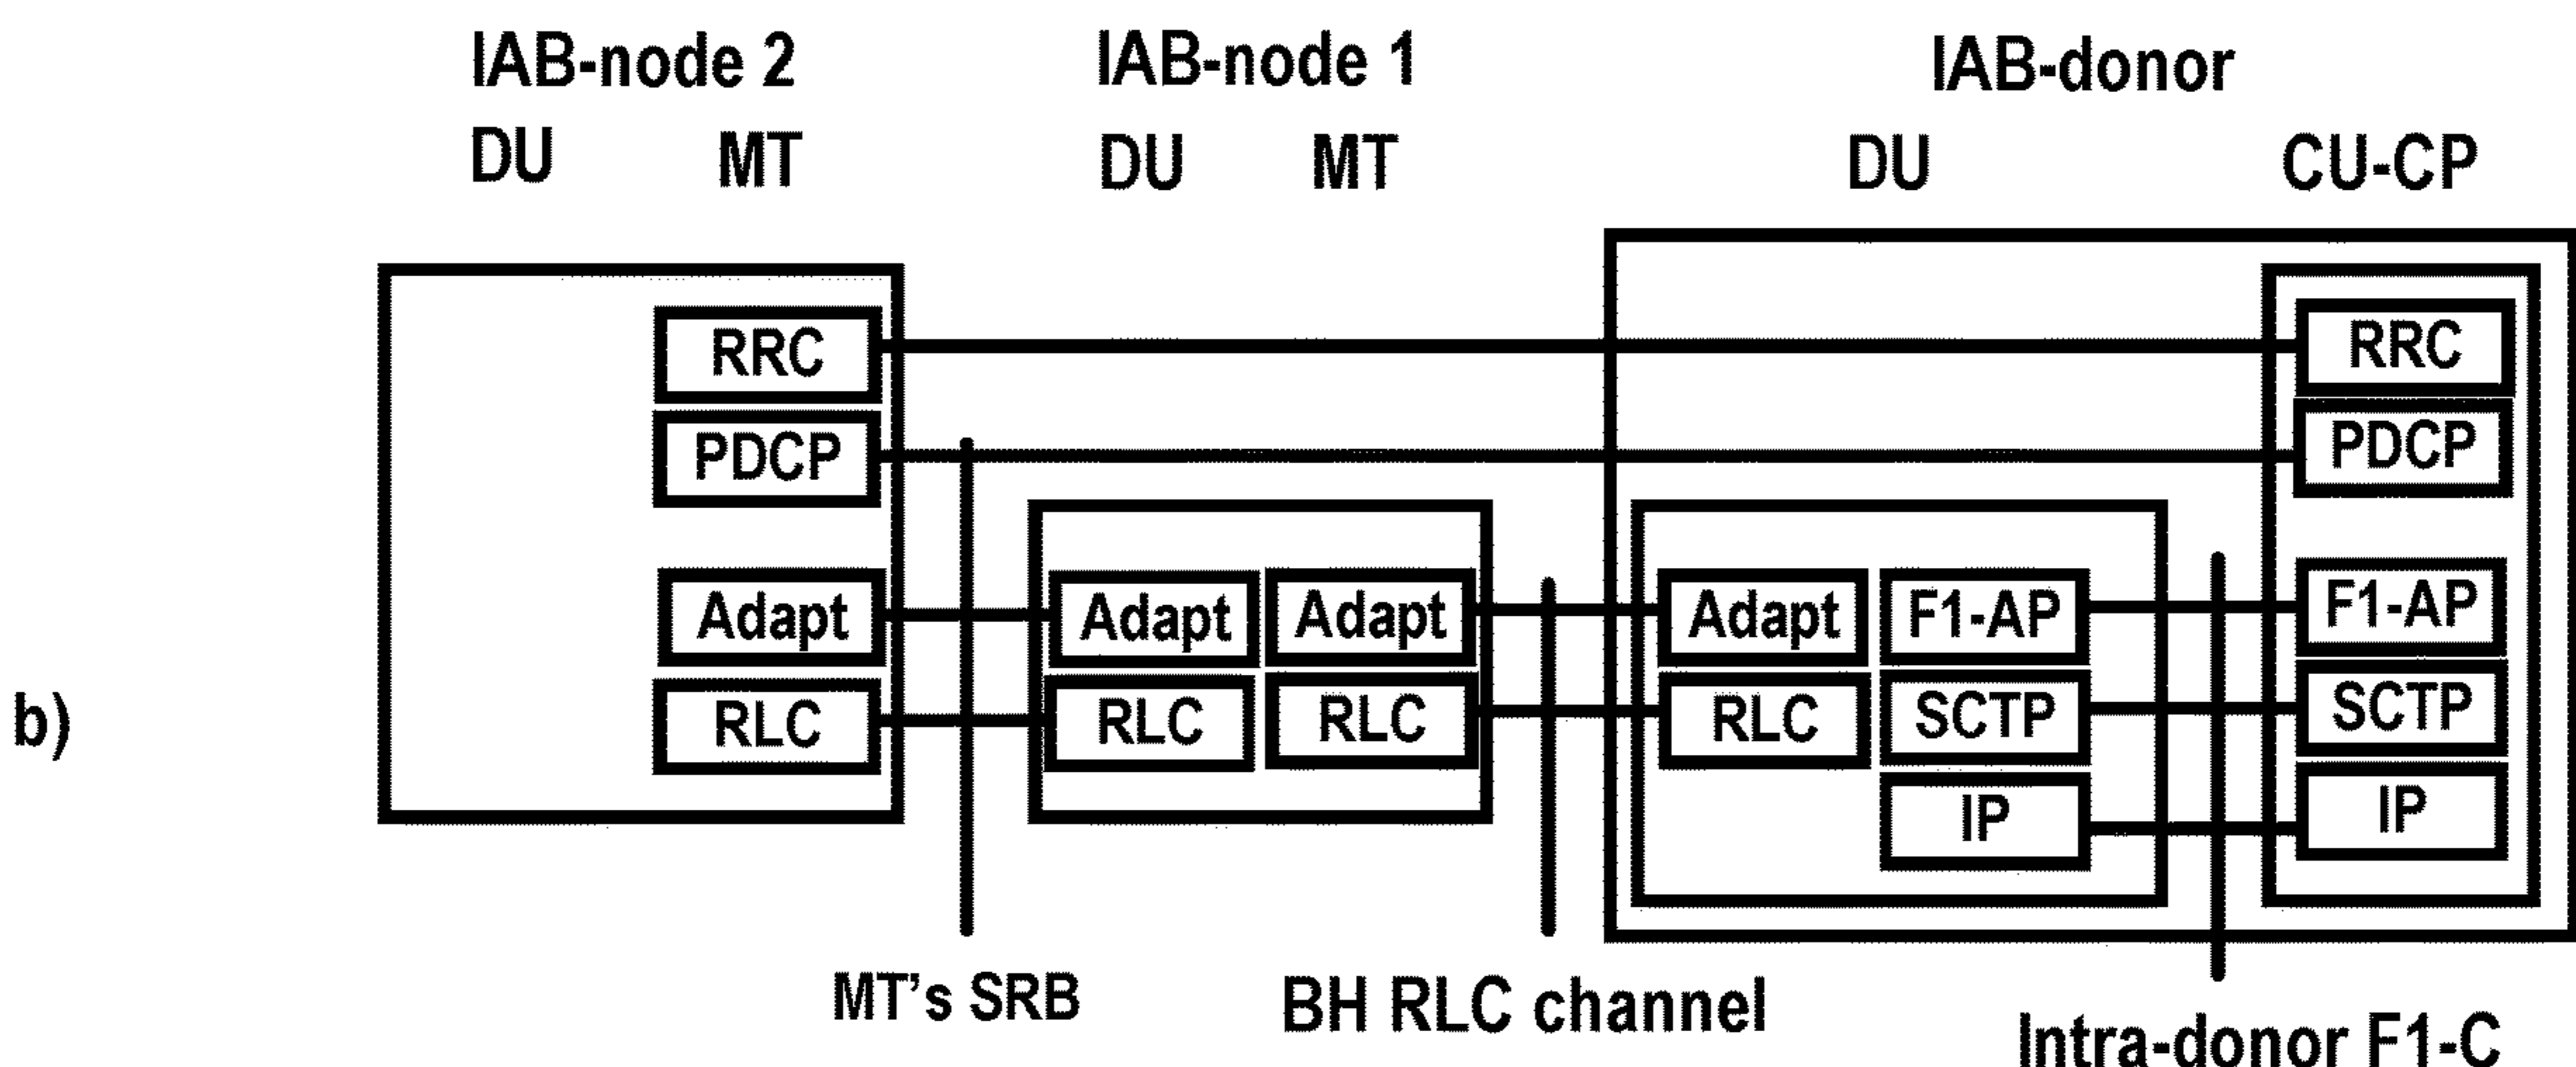 IAB-node 2 IAB-node 1 IAB-donor
DU MT DU MT DU CU-CP
RRC RRC
PDCP PDCP
Adapt Adapt Adapt Adapt F1-AP F1-AP
b) RLC RLC RLC RLC SCTP SCTP
IP IP
MT's SRB BH RLC channel
Intra-donor F1-C